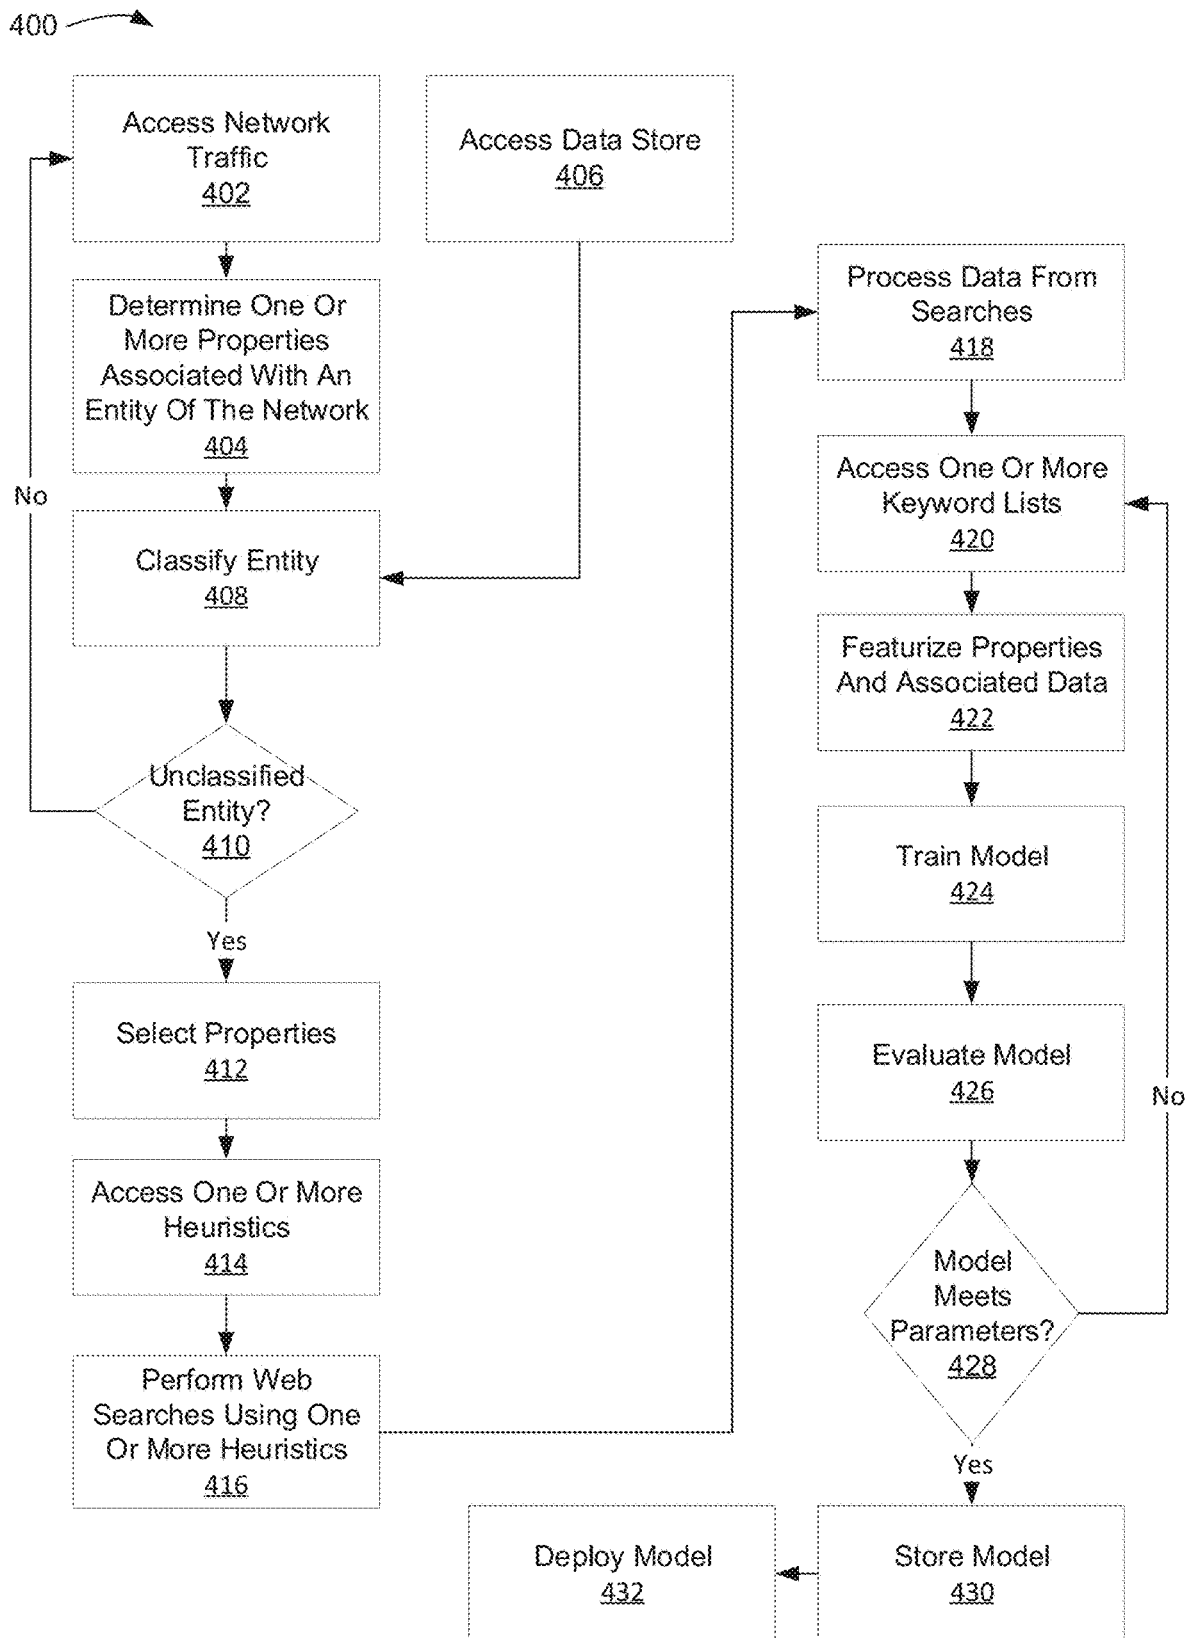 400
Access Network
Traffic
402
Determine One Or
More Properties
Associated With An
Entity Of The Network
404
Access Data Store
406
Classify Entity
408
No
Unclassified
Entity?
410
Yes
Select Properties
412
Access One Or More
Heuristics
414
Perform Web
Searches Using One
Or More Heuristics
416
Process Data From
Searches
418
Access One Or More
Keyword Lists
420
Featurize Properties
And Associated Data
422
Train Model
424
Evaluate Model
426
No
Model
Meets
Parameters?
428
Yes
Store Model
430
Deploy Model
432